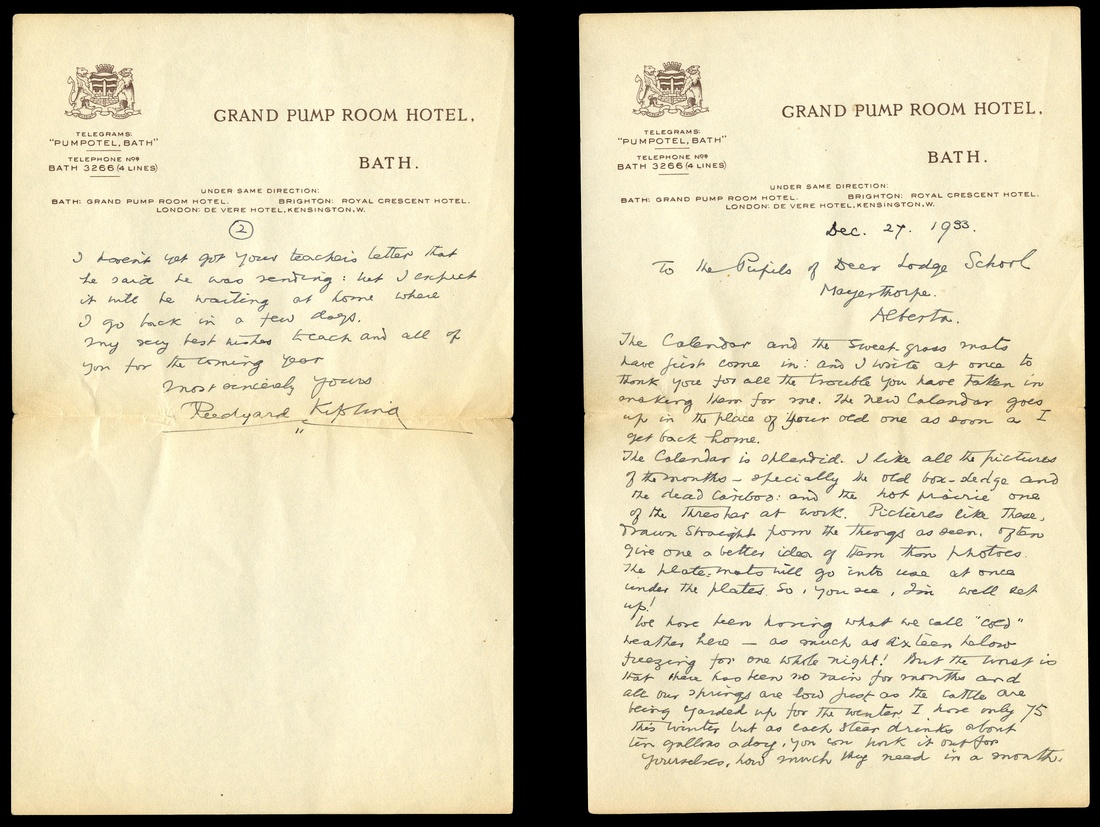 GRAND PUMP ROOM HOTEL,
TELEGRAMS:
"PUMPOTEL, BATH"
TELEPHONE Nos
BATH 3266 (4 LINES)
BATH.
UNDER SAME DIRECTION:
BATH: GRAND PUMP ROOM HOTEL. BRIGHTON: ROYAL CRESCENT HOTEL.
LONDON: DE VERE HOTEL, KENSINGTON, W.
2
I haven't yet got your teacher's letter that
he said he was sending: but I expect
it will be waiting at home where
I go back in a few days.
My very best wishes to each and all of
you for the coming year
Most sincerely yours
Rudyard Kipling
GRAND PUMP ROOM HOTEL,
TELEGRAMS:
"PUMPOTEL, BATH"
TELEPHONE Nos
BATH 3266 (4 LINES)
BATH.
UNDER SAME DIRECTION:
BATH: GRAND PUMP ROOM HOTEL. BRIGHTON: ROYAL CRESCENT HOTEL.
LONDON: DE VERE HOTEL, KENSINGTON, W.
Dec. 27. 1933.
To the Pupils of Deer Lodge School
Mayerthorpe.
Alberta.
The Calendar and the sweet-grass mats
have just come in: and I write at once to
thank you for all the trouble you have taken in
making them for me. The new Calendar goes
up in the place of your old one as soon as I
get back home.
The Calendar is splendid. I like all the pictures
of the months – specially the old box-sledge and
the dead cariboo: and the hot prairie one
of the thresher at work. Pictures like these,
drawn straight from the things as seen, often
give one a better idea of them than photoes.
The plate-mats will go into use at once
under the plates. So, you see, I'm well set
up!
We have been having what we call "cold"
weather here – as much as sixteen below
freezing for one whole night! But the worst is
that there has been no rain for months and
all our springs are low just as the cattle are
being yarded up for the winter. I have only 75
this winter but as each steer drinks about
ten gallons a day, you can work it out for
yourselves, how much they need in a month.